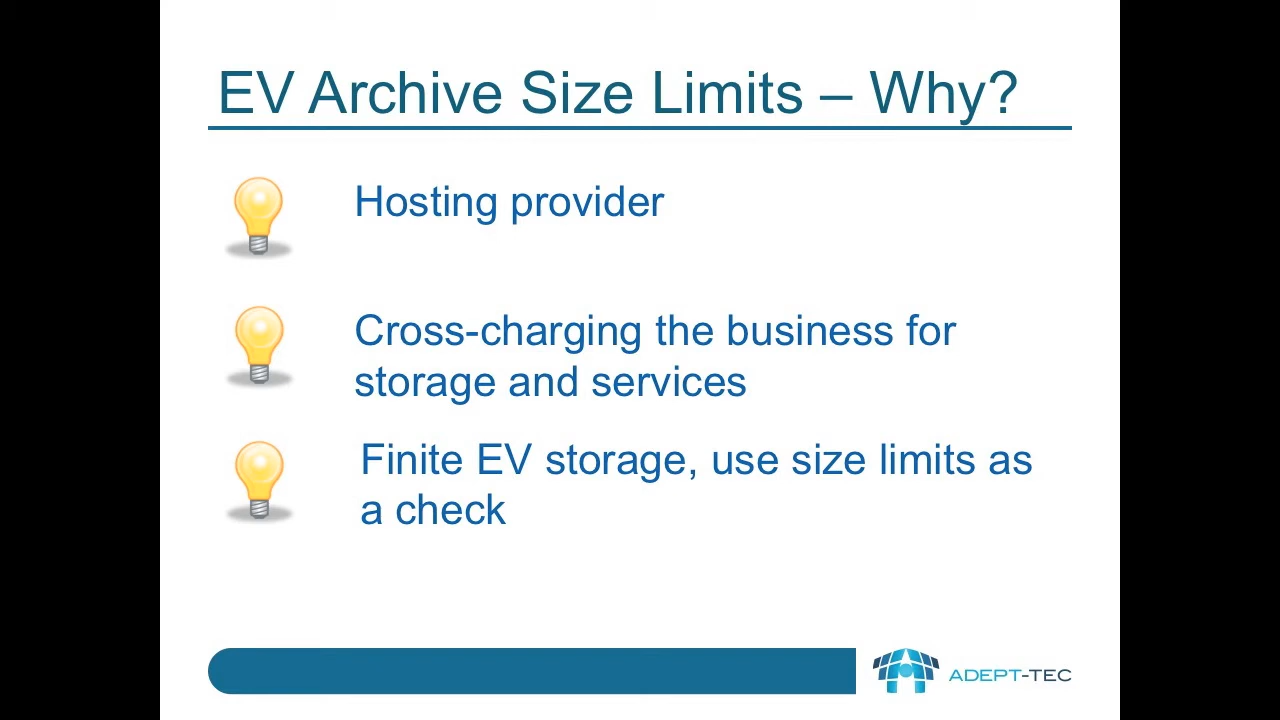 EV Archive Size Limits – Why?
Hosting provider
Cross-charging the business for
storage and services
Finite EV storage, use size limits as
a check
ADEPT-TEC